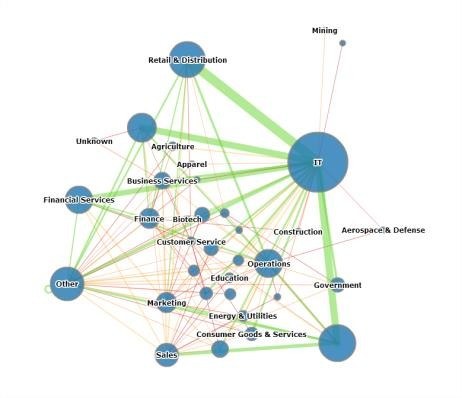 Mining
Retail & Distribution
Unknown
Agriculture
IT
Apparel
Business Services
Financial Services
Finance
Biotech
Construction
Aerospace & Defense
Customer Service
Operations
Education
Other
Government
Marketing
Energy & Utilities
Consumer Goods & Services
Sales